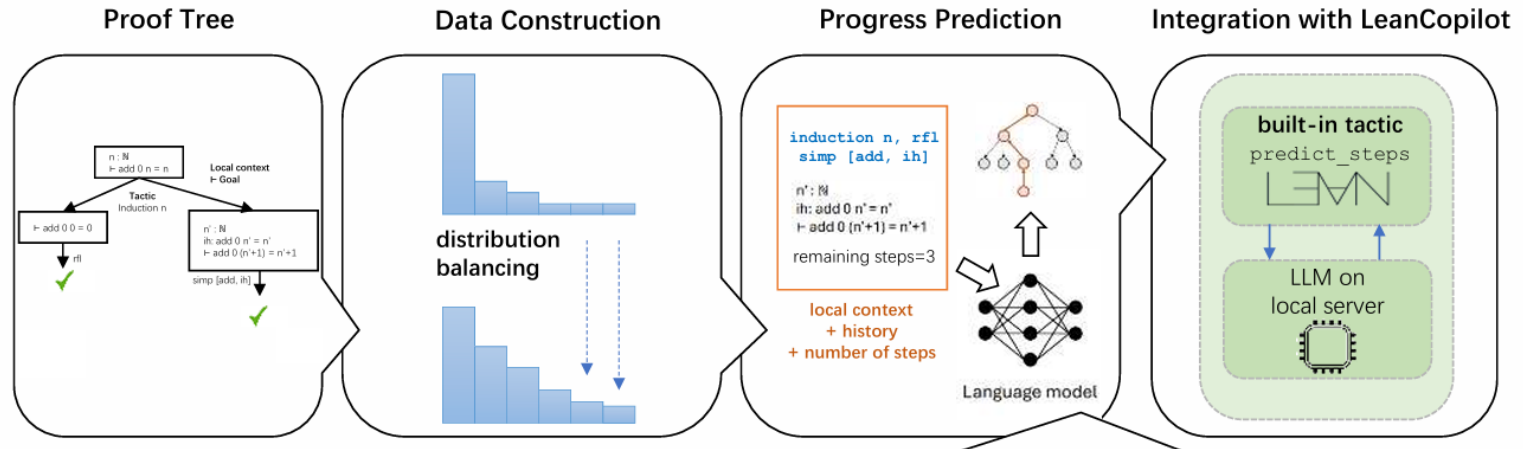 Proof Tree
n : ℕ
⊢ add 0 n = n
Local context
⊢ Goal
Tactic
Induction n
⊢ add 0 0 = 0
n' : ℕ
ih: add 0 n' = n'
⊢ add 0 (n'+1) = n'+1
rfl
simp [add, ih]
Data Construction
distribution
balancing
Progress Prediction
induction n, rfl
simp [add, ih]
n' : ℕ
ih: add 0 n' = n'
⊢ add 0 (n'+1) = n'+1
remaining steps=3
local context
+ history
+ number of steps
Language model
Integration with LeanCopilot
built-in tactic
predict_steps
L∃∀N
LLM on
local server